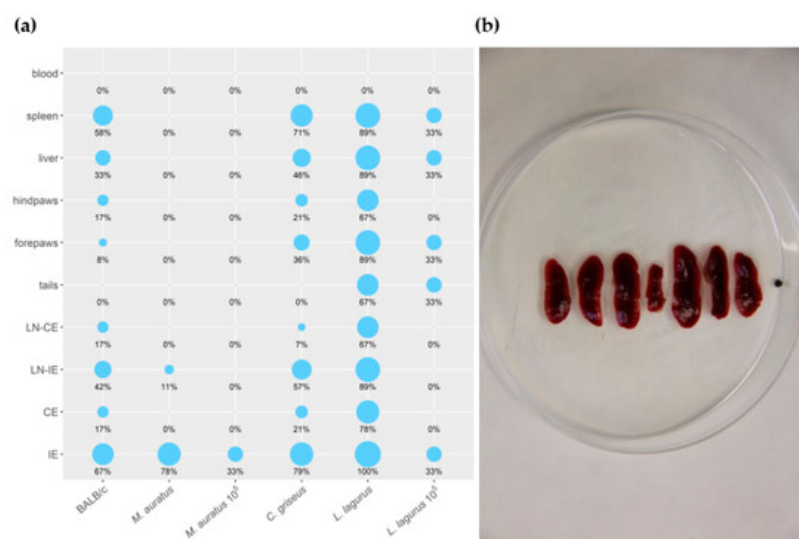 (a)
(b)
blood
0% 0% 0% 0% 0% 0%
spleen
58% 0% 0% 71% 89% 33%
liver
33% 0% 0% 46% 89% 33%
hindpaws
17% 0% 0% 21% 67% 0%
forepaws
8% 0% 0% 36% 89% 33%
tails
0% 0% 0% 0% 67% 33%
LN-CE
17% 0% 0% 7% 67% 0%
LN-IE
42% 11% 0% 57% 89% 0%
CE
17% 0% 0% 21% 78% 0%
IE
67% 78% 33% 79% 100% 33%
BALB/c
M. auratus
M. auratus 10⁵
C. griseus
L. lagurus
L. lagurus 10⁵